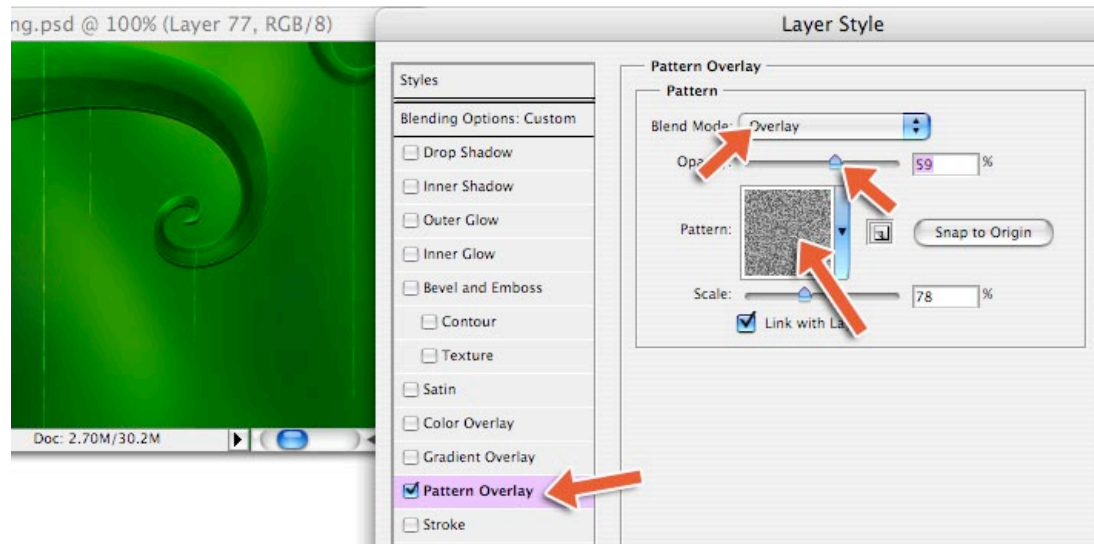 ng.psd @ 100% (Layer 77, RGB/8)
Doc: 2.70M/30.2M
Layer Style
Styles
Blending Options: Custom
Drop Shadow
Inner Shadow
Outer Glow
Inner Glow
Bevel and Emboss
Contour
Texture
Satin
Color Overlay
Gradient Overlay
Pattern Overlay
Stroke
Pattern Overlay
Pattern
Blend Mode: Overlay
59 %
Pattern:
Snap to Origin
Scale: 78 %
Link with